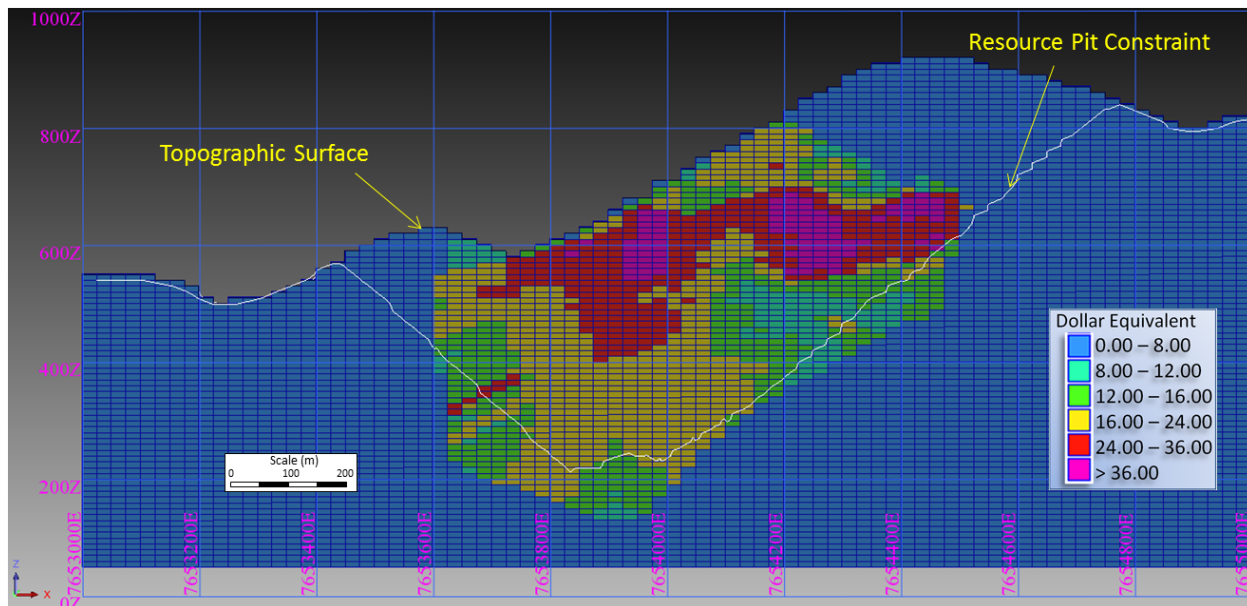 1000Z
Resource Pit Constraint
800Z
Topographic Surface
600Z
Dollar Equivalent
0.00 – 8.00
8.00 – 12.00
12.00 – 16.00
16.00 – 24.00
24.00 – 36.00
> 36.00
400Z
Scale (m)
0 100 200
200Z
7653000E
7653200E
7653400E
7653600E
7653800E
7654000E
7654200E
7654400E
7654600E
7654800E
7655000E
Z
X
0Z